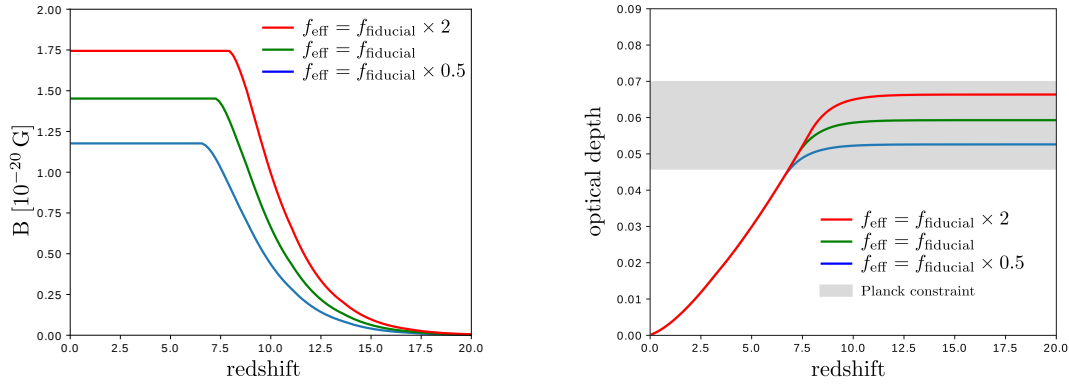 B [10⁻²⁰ G]
1.75
1.50
1.25
1.00
0.75
0.50
0.25
0.00
2.00
f_eff = f_fiducial × 2
f_eff = f_fiducial
f_eff = f_fiducial × 0.5
0.0 2.5 5.0 7.5 10.0 12.5 15.0 17.5 20.0
redshift
optical depth
0.09
0.08
0.07
0.06
0.05
0.04
0.03
0.02
0.01
0.00
f_eff = f_fiducial × 2
f_eff = f_fiducial
f_eff = f_fiducial × 0.5
Planck constraint
0.0 2.5 5.0 7.5 10.0 12.5 15.0 17.5 20.0
redshift